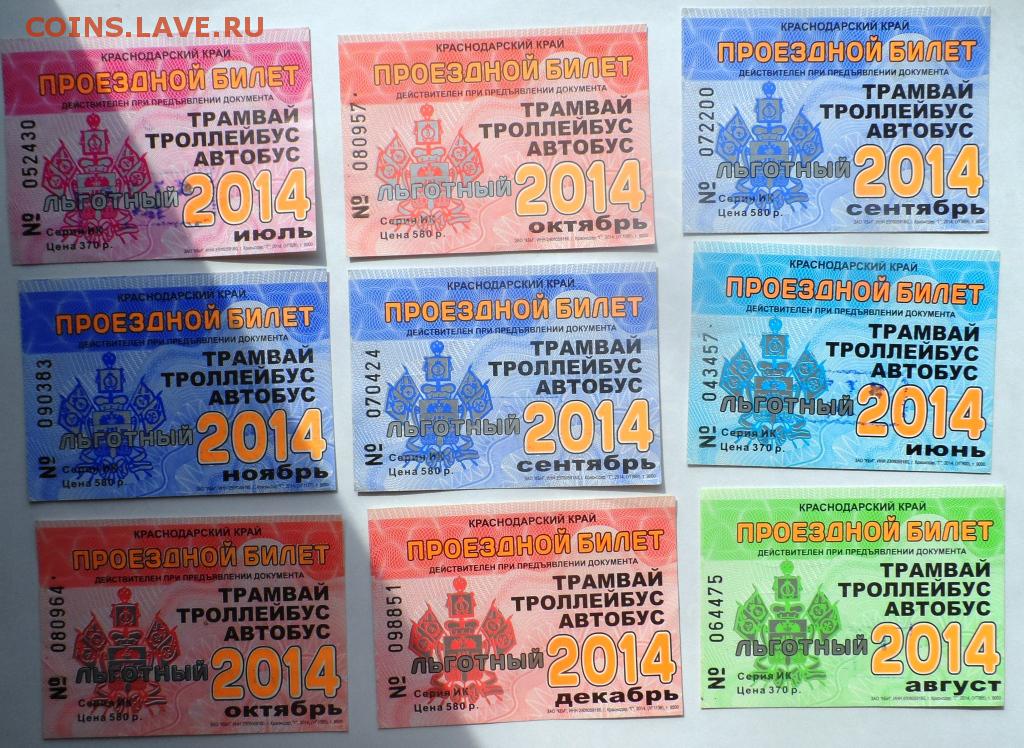 COINS.LAVE.RU
КРАСНОДАРСКИЙ КРАЙ
ПРОЕЗДНОЙ БИЛЕТ
ДЕЙСТВИТЕЛЕН ПРИ ПРЕДЪЯВЛЕНИИ ДОКУМЕНТА
ТРАМВАЙ
ТРОЛЛЕЙБУС
АВТОБУС
ЛЬГОТНЫЙ
2014
Серия ИК
июль
Цена 370 р.
№ 052430
КРАСНОДАРСКИЙ КРАЙ
ПРОЕЗДНОЙ БИЛЕТ
ДЕЙСТВИТЕЛЕН ПРИ ПРЕДЪЯВЛЕНИИ ДОКУМЕНТА
ТРАМВАЙ
ТРОЛЛЕЙБУС
АВТОБУС
ЛЬГОТНЫЙ
2014
Серия ИК
октябрь
Цена 580 р.
№ 080957
КРАСНОДАРСКИЙ КРАЙ
ПРОЕЗДНОЙ БИЛЕТ
ДЕЙСТВИТЕЛЕН ПРИ ПРЕДЪЯВЛЕНИИ ДОКУМЕНТА
ТРАМВАЙ
ТРОЛЛЕЙБУС
АВТОБУС
ЛЬГОТНЫЙ
2014
Серия ИК
сентябрь
Цена 580 р.
№ 072200
КРАСНОДАРСКИЙ КРАЙ
ПРОЕЗДНОЙ БИЛЕТ
ДЕЙСТВИТЕЛЕН ПРИ ПРЕДЪЯВЛЕНИИ ДОКУМЕНТА
ТРАМВАЙ
ТРОЛЛЕЙБУС
АВТОБУС
ЛЬГОТНЫЙ
2014
Серия ИК
ноябрь
Цена 580 р.
№ 090383
КРАСНОДАРСКИЙ КРАЙ
ПРОЕЗДНОЙ БИЛЕТ
ДЕЙСТВИТЕЛЕН ПРИ ПРЕДЪЯВЛЕНИИ ДОКУМЕНТА
ТРАМВАЙ
ТРОЛЛЕЙБУС
АВТОБУС
ЛЬГОТНЫЙ
2014
Серия ИК
сентябрь
Цена 580 р.
№ 070424
КРАСНОДАРСКИЙ КРАЙ
ПРОЕЗДНОЙ БИЛЕТ
ДЕЙСТВИТЕЛЕН ПРИ ПРЕДЪЯВЛЕНИИ ДОКУМЕНТА
ТРАМВАЙ
ТРОЛЛЕЙБУС
АВТОБУС
ЛЬГОТНЫЙ
2014
Серия ИК
июнь
Цена 370 р.
№ 043457
КРАСНОДАРСКИЙ КРАЙ
ПРОЕЗДНОЙ БИЛЕТ
ДЕЙСТВИТЕЛЕН ПРИ ПРЕДЪЯВЛЕНИИ ДОКУМЕНТА
ТРАМВАЙ
ТРОЛЛЕЙБУС
АВТОБУС
ЛЬГОТНЫЙ
2014
Серия ИК
октябрь
Цена 580 р.
№ 080964
КРАСНОДАРСКИЙ КРАЙ
ПРОЕЗДНОЙ БИЛЕТ
ДЕЙСТВИТЕЛЕН ПРИ ПРЕДЪЯВЛЕНИИ ДОКУМЕНТА
ТРАМВАЙ
ТРОЛЛЕЙБУС
АВТОБУС
ЛЬГОТНЫЙ
2014
Серия ИК
декабрь
Цена 580 р.
№ 098851
КРАСНОДАРСКИЙ КРАЙ
ПРОЕЗДНОЙ БИЛЕТ
ДЕЙСТВИТЕЛЕН ПРИ ПРЕДЪЯВЛЕНИИ ДОКУМЕНТА
ТРАМВАЙ
ТРОЛЛЕЙБУС
АВТОБУС
ЛЬГОТНЫЙ
2014
Серия ИК
август
Цена 370 р.
№ 064475